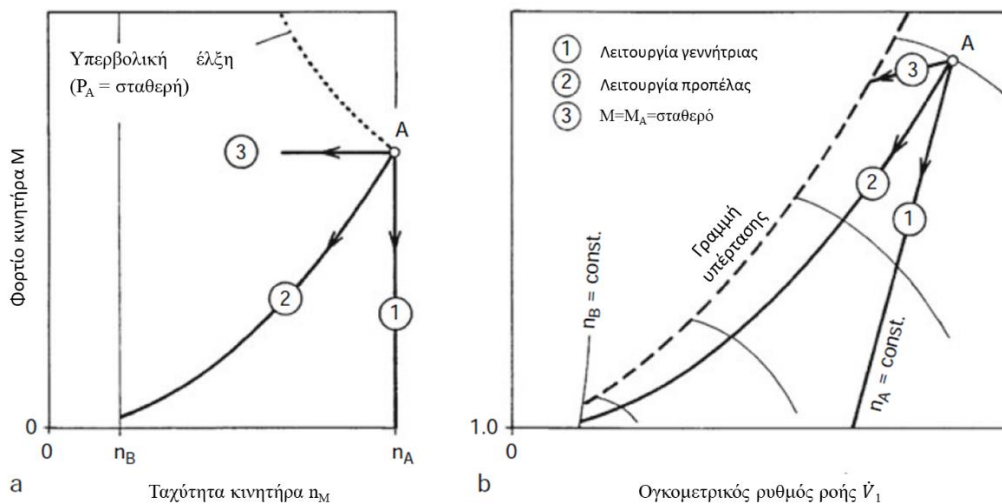 Υπερβολική έλξη
(P_A = σταθερή)
A
3
2
1
Φορτίο κινητήρα M
0
0
n_B
n_A
a
Ταχύτητα κινητήρα n_M
1 Λειτουργία γεννήτριας
2 Λειτουργία προπέλας
3 M=M_A=σταθερό
A
3
2
1
Γραμμή
υπέρτασης
n_B = const.
n_A = const.
1.0
0
b
Ογκομετρικός ρυθμός ροής V̇_1